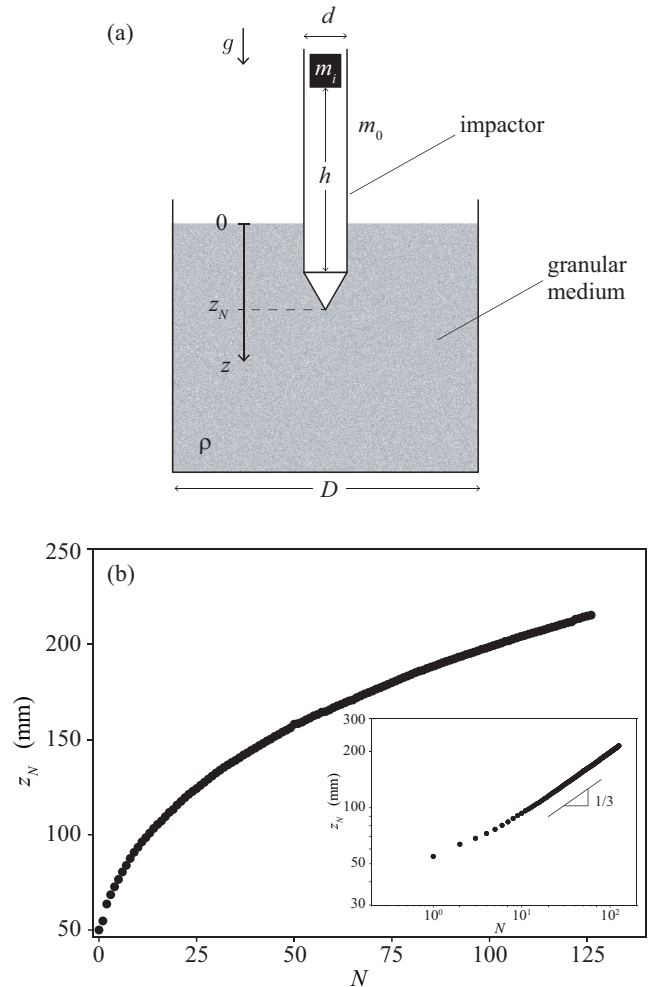 (a)
g
d
m_i
m_0
impactor
h
0
granular
medium
z_N
z
ρ
D
(b)
250
200
150
100
50
z_N (mm)
0
25
50
75
100
125
N
300
200
100
50
30
z_N (mm)
1/3
10^0
10^1
10^2
N